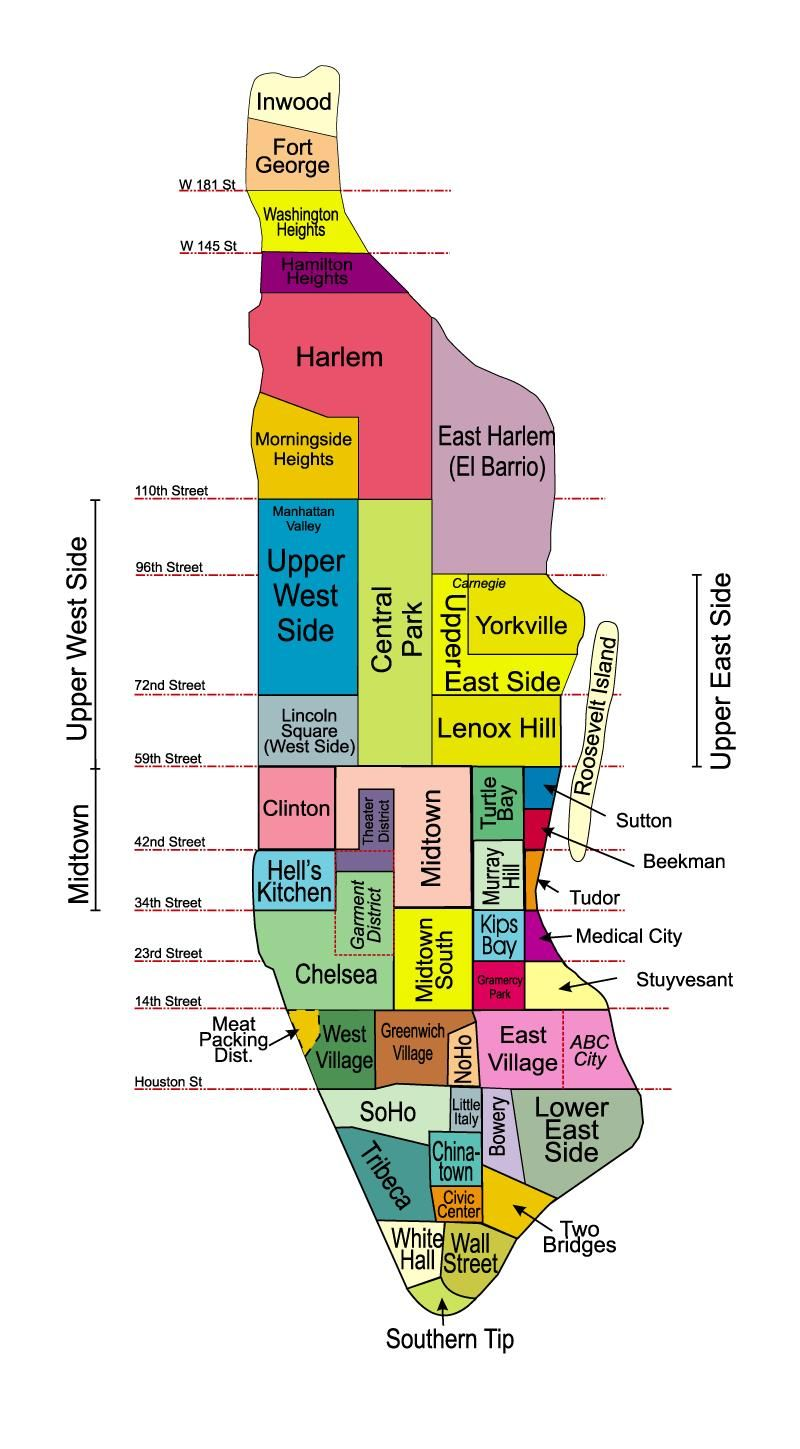 Inwood
Fort
George
W 181 St
Washington
Heights
W 145 St
Hamilton
Heights
Harlem
East Harlem
(El Barrio)
Morningside
Heights
110th Street
Manhattan
Valley
Upper
West
Side
Central
Park
96th Street
Carnegie
Upper
East Side
Yorkville
Upper West Side
Upper East Side
Roosevelt Island
72nd Street
Lincoln
Square
(West Side)
Lenox Hill
59th Street
Midtown
Clinton
Theater
District
Midtown
Turtle
Bay
Sutton
Beekman
42nd Street
Hell's
Kitchen
Garment
District
Murray
Hill
Tudor
34th Street
Chelsea
Midtown
South
Kips
Bay
Medical City
23rd Street
Gramercy
Park
Stuyvesant
14th Street
Meat
Packing
Dist.
West
Village
Greenwich
Village
NoHo
East
Village
ABC
City
Houston St
SoHo
Little
Italy
Bowery
Lower
East
Side
Tribeca
China-
town
Civic
Center
Two
Bridges
White
Hall
Wall
Street
Southern Tip